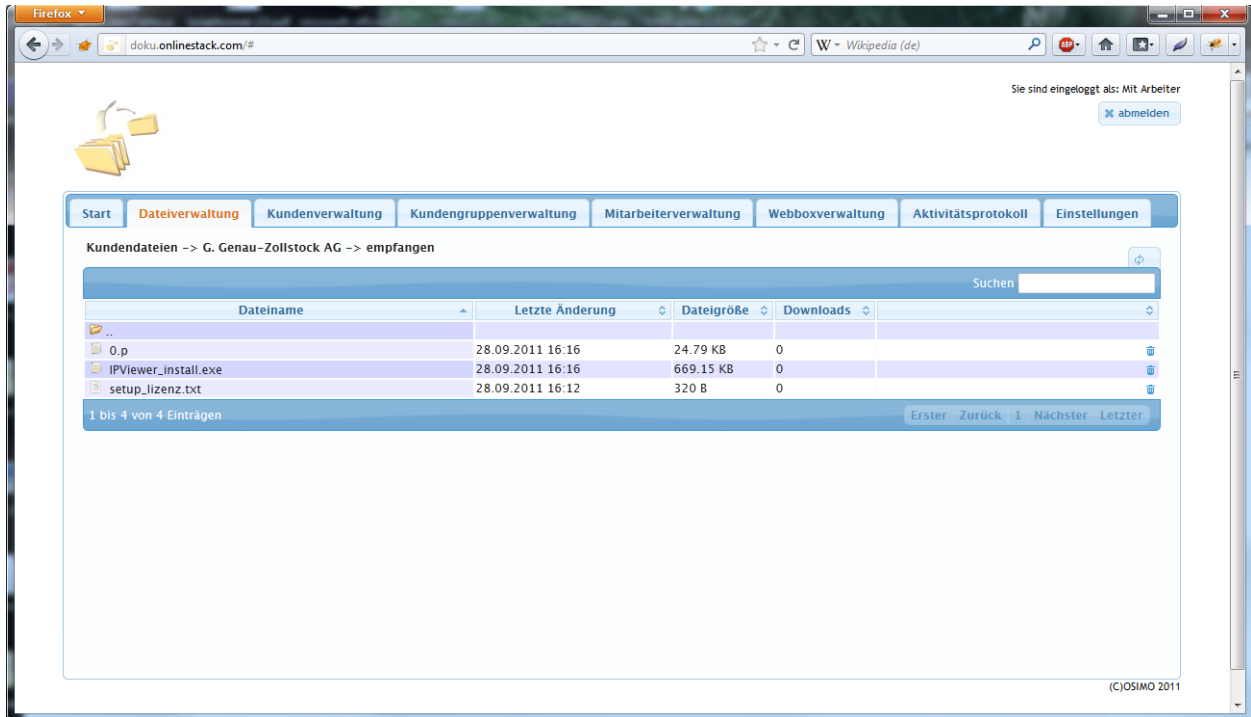 Firefox
doku.onlinestack.com/#
W Wikipedia (de)
ABP
Sie sind eingeloggt als: Mit Arbeiter
abmelden
Start Dateiverwaltung Kundenverwaltung Kundengruppenverwaltung Mitarbeiterverwaltung Webboxverwaltung Aktivitätsprotokoll Einstellungen
Kundendateien -> G. Genau-Zollstock AG -> empfangen
Suchen
Dateiname Letzte Änderung Dateigröße Downloads
..
0.p 28.09.2011 16:16 24.79 KB 0
IPViewer_install.exe 28.09.2011 16:16 669.15 KB 0
setup_lizenz.txt 28.09.2011 16:12 320 B 0
1 bis 4 von 4 Einträgen Erster Zurück 1 Nächster Letzter
(C)OSIMO 2011